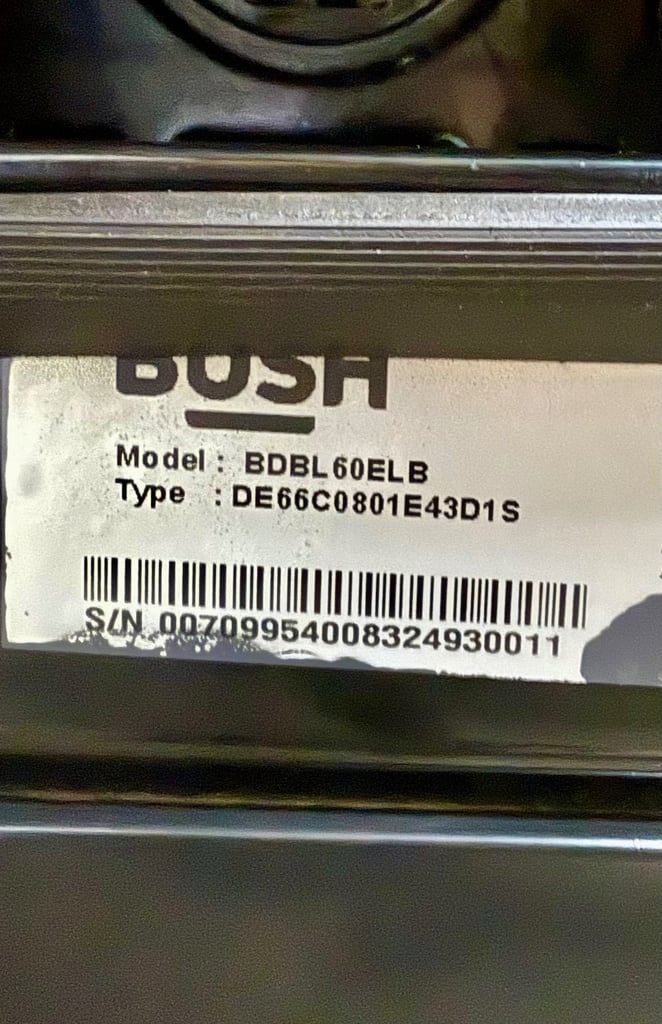 BUSH
Model : BDBL60ELB
Type : DE66C0801E43D1S
S/N 00709954008324930011